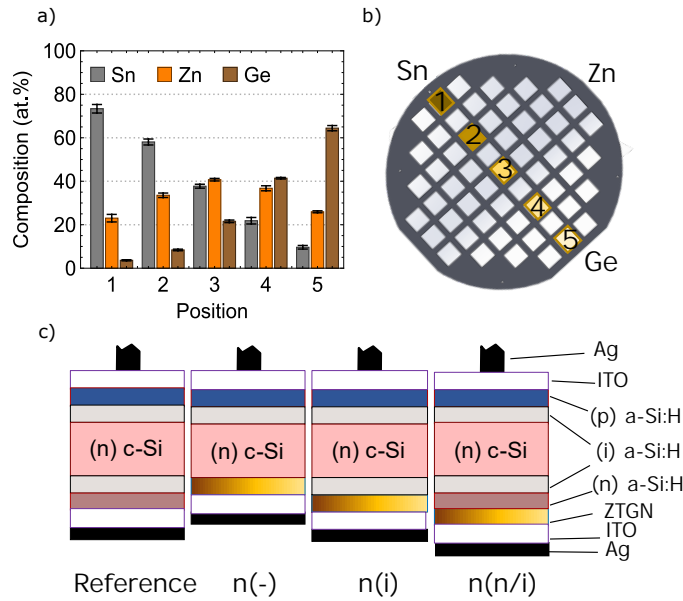 a)
Sn Zn Ge
Composition (at.%)
100
80
60
40
20
0
1 2 3 4 5
Position
b)
Sn
Zn
1
2
3
4
5
Ge
c)
Ag
ITO
(p) a-Si:H
(i) a-Si:H
(n) a-Si:H
ZTGN
ITO
Ag
(n) c-Si
(n) c-Si
(n) c-Si
(n) c-Si
Reference n(-) n(i) n(n/i)